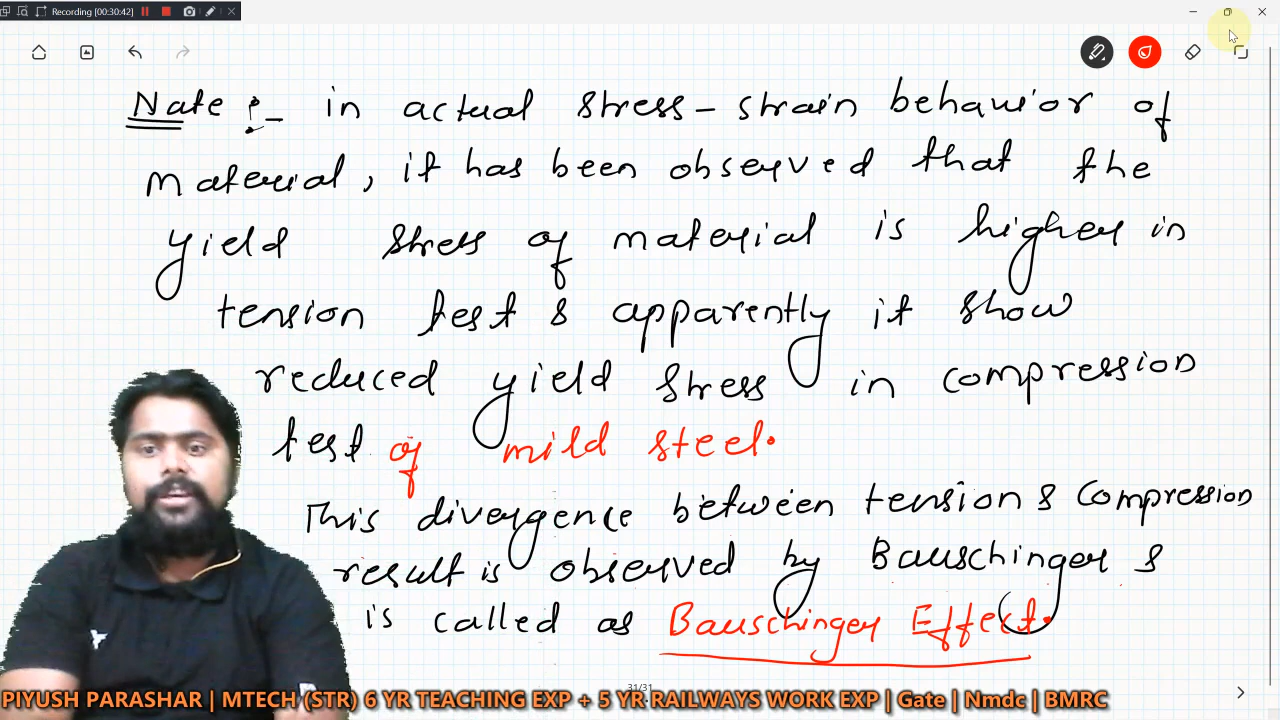 Recording [00:30:42]
Note :- in actual stress - strain behavior of
material, it has been observed that the
yield stress of material is higher in
tension test & apparently it show
reduced yield stress in compression
test of mild steel.
This divergence between tension & compression
result is observed by Bauschinger &
is called as Bauschinger Effect.
31/31
PIYUSH PARASHAR | MTECH (STR) 6 YR TEACHING EXP + 5 YR RAILWAYS WORK EXP | Gate | Nmdc | BMRC